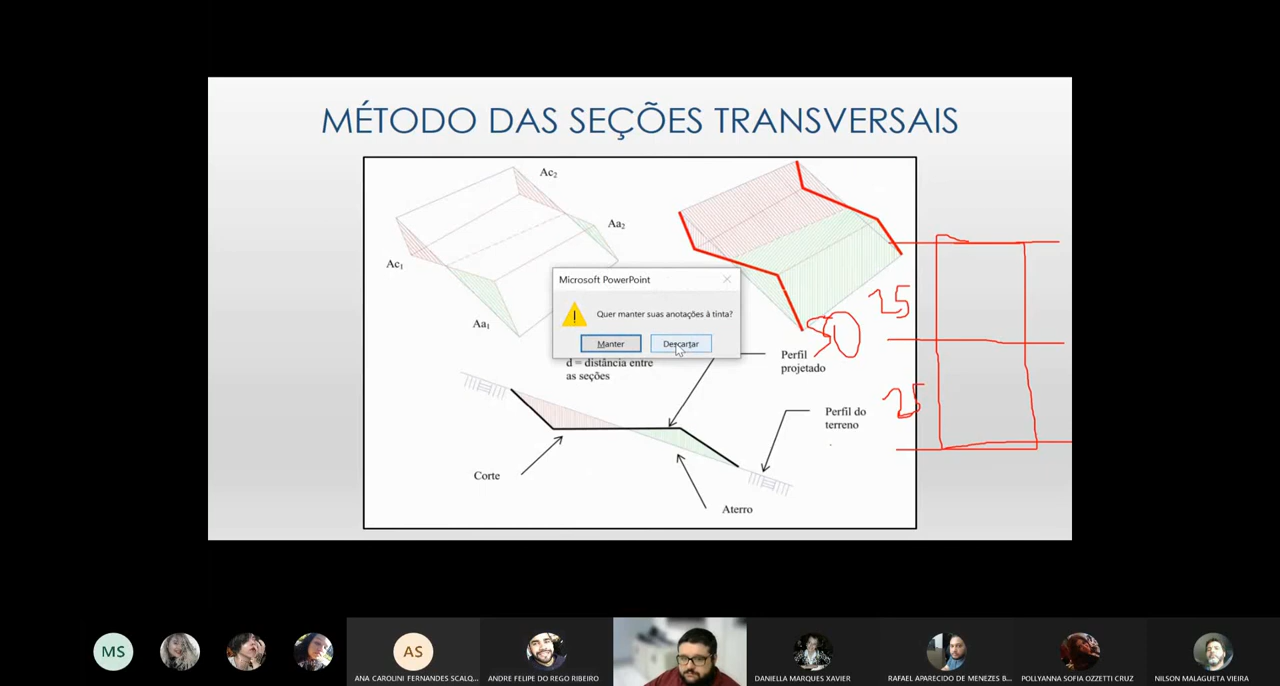 MÉTODO DAS SEÇÕES TRANSVERSAIS
Ac₂
Aa₂
Ac₁
Aa₁
Microsoft PowerPoint
Quer manter suas anotações à tinta?
Manter
Descartar
d = distância entre
as seções
Perfil
projetado
Perfil do
terreno
Corte
Aterro
25
50
25
MS
AS
ANA CAROLINI FERNANDES SCALQ...
ANDRE FELIPE DO REGO RIBEIRO
DANIELLA MARQUES XAVIER
RAFAEL APARECIDO DE MENEZES B...
POLLYANNA SOFIA OZZETTI CRUZ
NILSON MALAGUETA VIEIRA